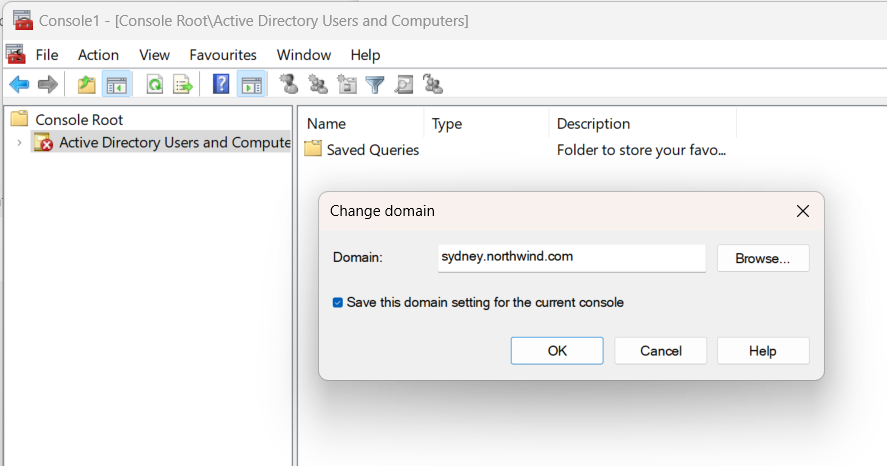 Console1 - [Console Root\Active Directory Users and Computers]
File Action View Favourites Window Help
Console Root
Active Directory Users and Compute
Name Type Description
Saved Queries Folder to store your favo...
Change domain
Domain: sydney.northwind.com Browse...
Save this domain setting for the current console
OK Cancel Help